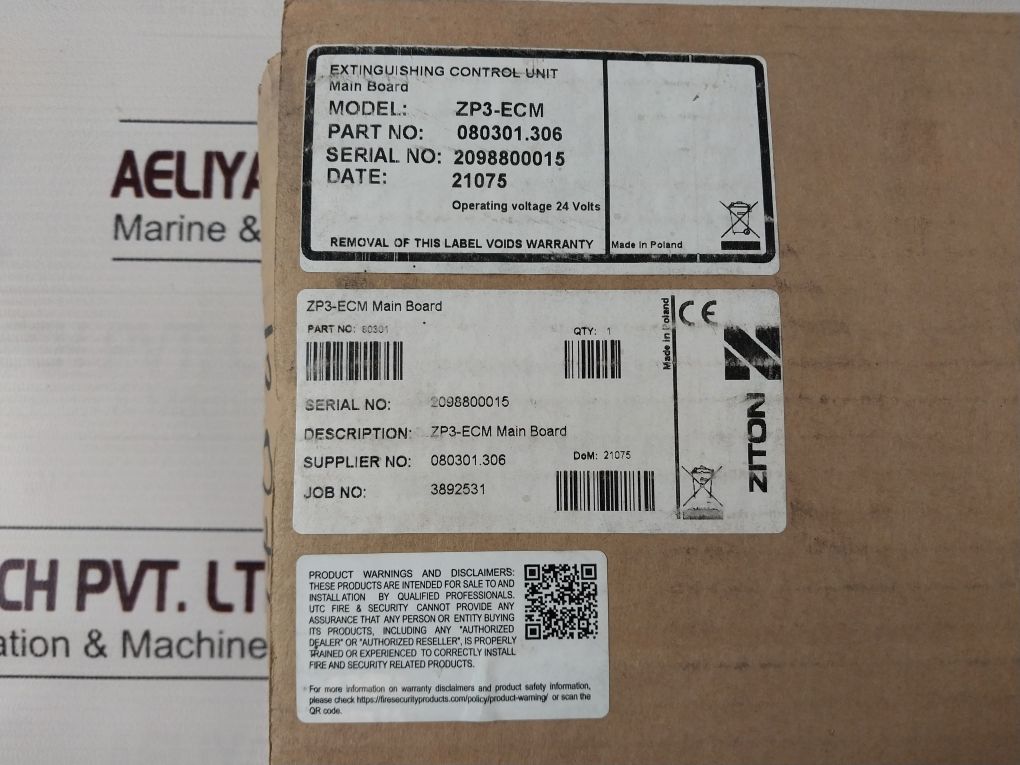 AELIYA
Marine &
CH PVT. LT
ation & Machine
EXTINGUISHING CONTROL UNIT
Main Board
MODEL: ZP3-ECM
PART NO: 080301.306
SERIAL NO: 2098800015
DATE: 21075
Operating voltage 24 Volts
REMOVAL OF THIS LABEL VOIDS WARRANTY
Made in Poland
ZP3-ECM Main Board
PART NO: 80301
QTY: 1
SERIAL NO: 2098800015
DESCRIPTION: ZP3-ECM Main Board
SUPPLIER NO: 080301.306
DoM: 21075
JOB NO: 3892531
Made in Poland
CE
ZITON
PRODUCT WARNINGS AND DISCLAIMERS:
THESE PRODUCTS ARE INTENDED FOR SALE TO AND
INSTALLATION BY QUALIFIED PROFESSIONALS.
UTC FIRE & SECURITY CANNOT PROVIDE ANY
ASSURANCE THAT ANY PERSON OR ENTITY BUYING
ITS PRODUCTS, INCLUDING ANY "AUTHORIZED
DEALER" OR "AUTHORIZED RESELLER", IS PROPERLY
TRAINED OR EXPERIENCED TO CORRECTLY INSTALL
FIRE AND SECURITY RELATED PRODUCTS.
For more information on warranty disclaimers and product safety information,
please check https://firesecurityproducts.com/policy/product-warning/ or scan the
QR code.